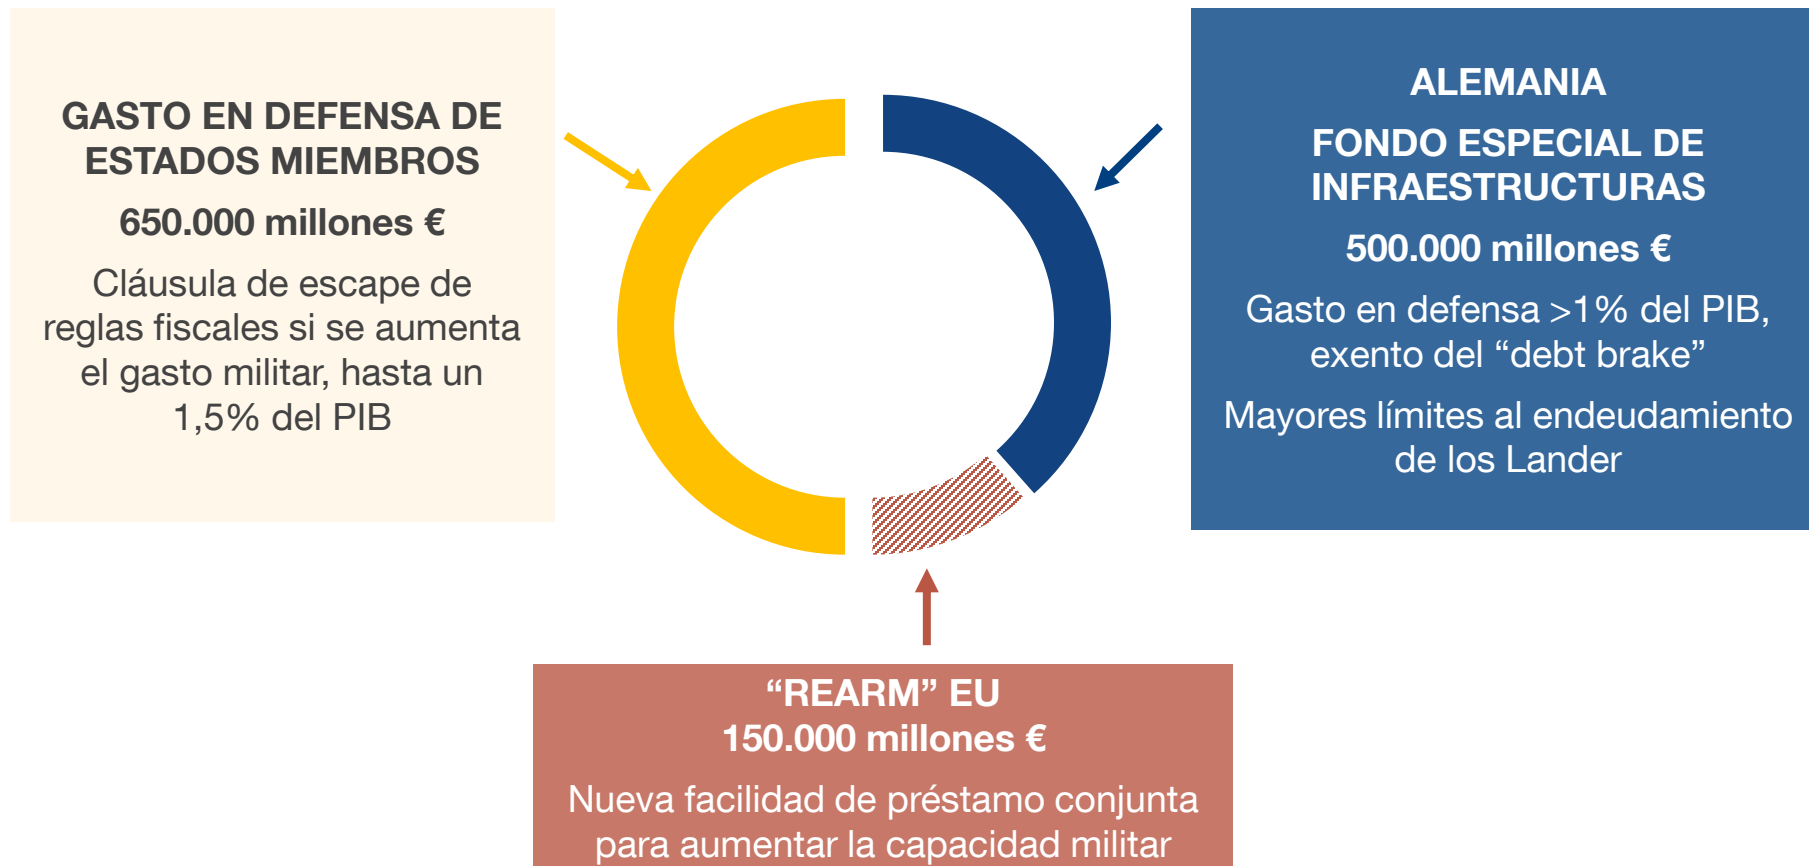 GASTO EN DEFENSA DE
ESTADOS MIEMBROS
650.000 millones €
Cláusula de escape de
reglas fiscales si se aumenta
el gasto militar, hasta un
1,5% del PIB
ALEMANIA
FONDO ESPECIAL DE
INFRAESTRUCTURAS
500.000 millones €
Gasto en defensa >1% del PIB,
exento del “debt brake”
Mayores límites al endeudamiento
de los Lander
“REARM” EU
150.000 millones €
Nueva facilidad de préstamo conjunta
para aumentar la capacidad militar